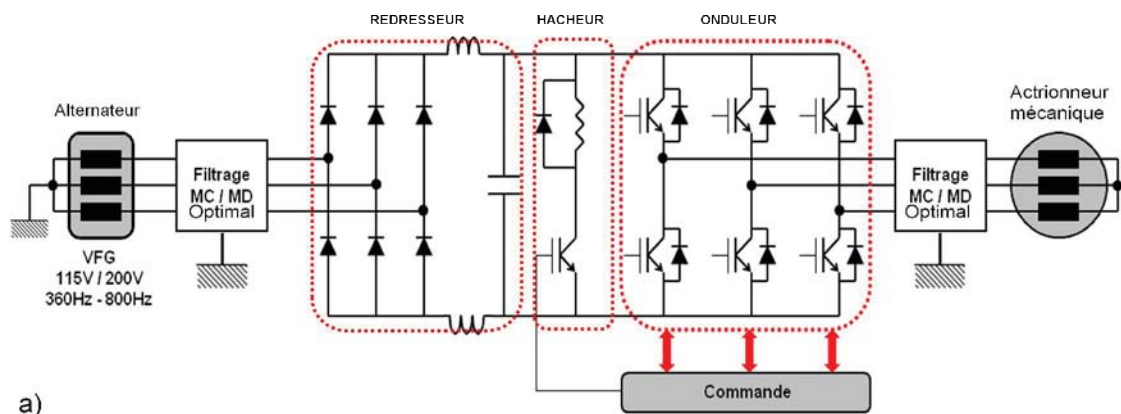 REDRESSEUR
HACHEUR
ONDULEUR
Alternateur
Filtrage
MC / MD
Optimal
VFG
115V / 200V
360Hz - 800Hz
Filtrage
MC / MD
Optimal
Actrionneur
mécanique
Commande
a)